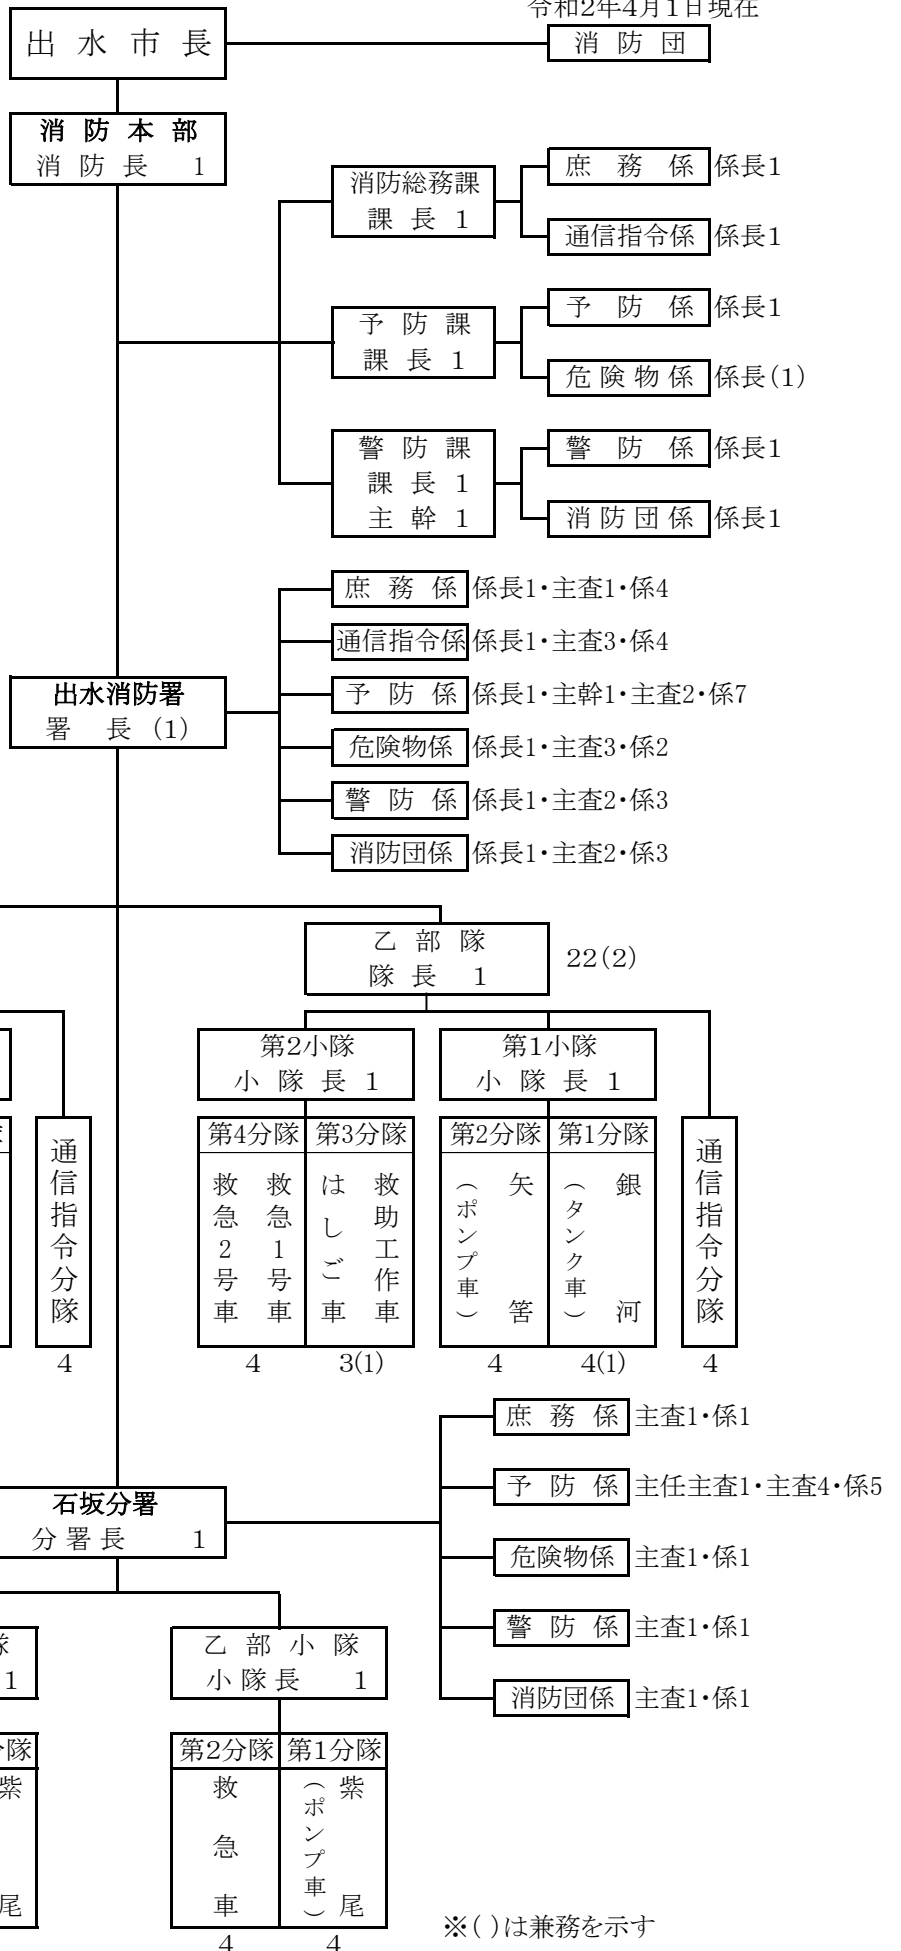 令和2年4月1日現在
出水市長
消防団
消防本部
消防長 1
消防総務課
課長 1
庶務係 係長1
通信指令係 係長1
予防課
課長 1
予防係 係長1
危険物係 係長(1)
警防課
課長 1
主幹 1
警防係 係長1
消防団係 係長1
出水消防署
署長 (1)
庶務係 係長1・主査1・係4
通信指令係 係長1・主査3・係4
予防係 係長1・主幹1・主査2・係7
危険物係 係長1・主査3・係2
警防係 係長1・主査2・係3
消防団係 係長1・主査2・係3
乙部隊
隊長 1
22(2)
第2小隊
小隊長 1
第1小隊
小隊長 1
通信指令分隊
4
第4分隊
救急1号車
救急2号車
4
第3分隊
救助工作車
はしご車
3(1)
第2分隊
矢筈
(ポンプ車)
4
第1分隊
銀河
(タンク車)
4(1)
通信指令分隊
4
石坂分署
分署長 1
庶務係 主査1・係1
予防係 主任主査1・主査4・係5
危険物係 主査1・係1
警防係 主査1・係1
消防団係 主査1・係1
隊
1
分隊
紫尾
乙部小隊
小隊長 1
第2分隊
救急車
4
第1分隊
紫尾
(ポンプ車)
4
※( )は兼務を示す